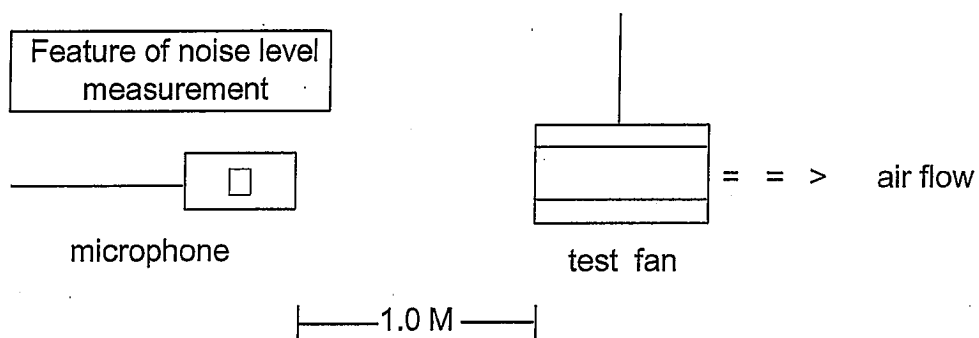 Feature of noise level
measurement
= = > air flow
microphone
test fan
1.0 M